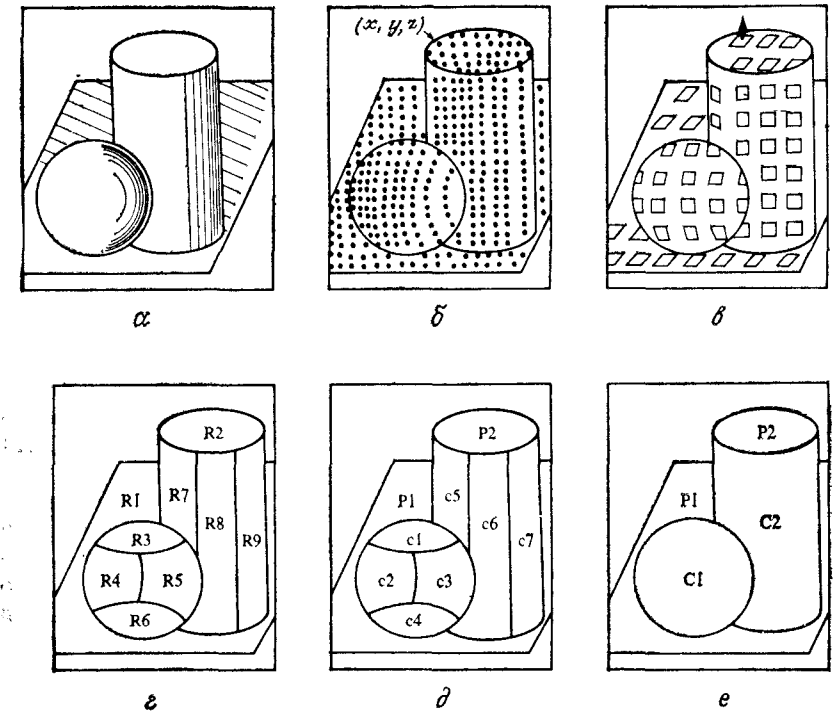 (x, y, z)
а
б
в
R2
R1
R7
R8
R9
R3
R4
R5
R6
P2
P1
c5
c6
c7
c1
c2
c3
c4
P2
P1
C2
C1
г
д
е